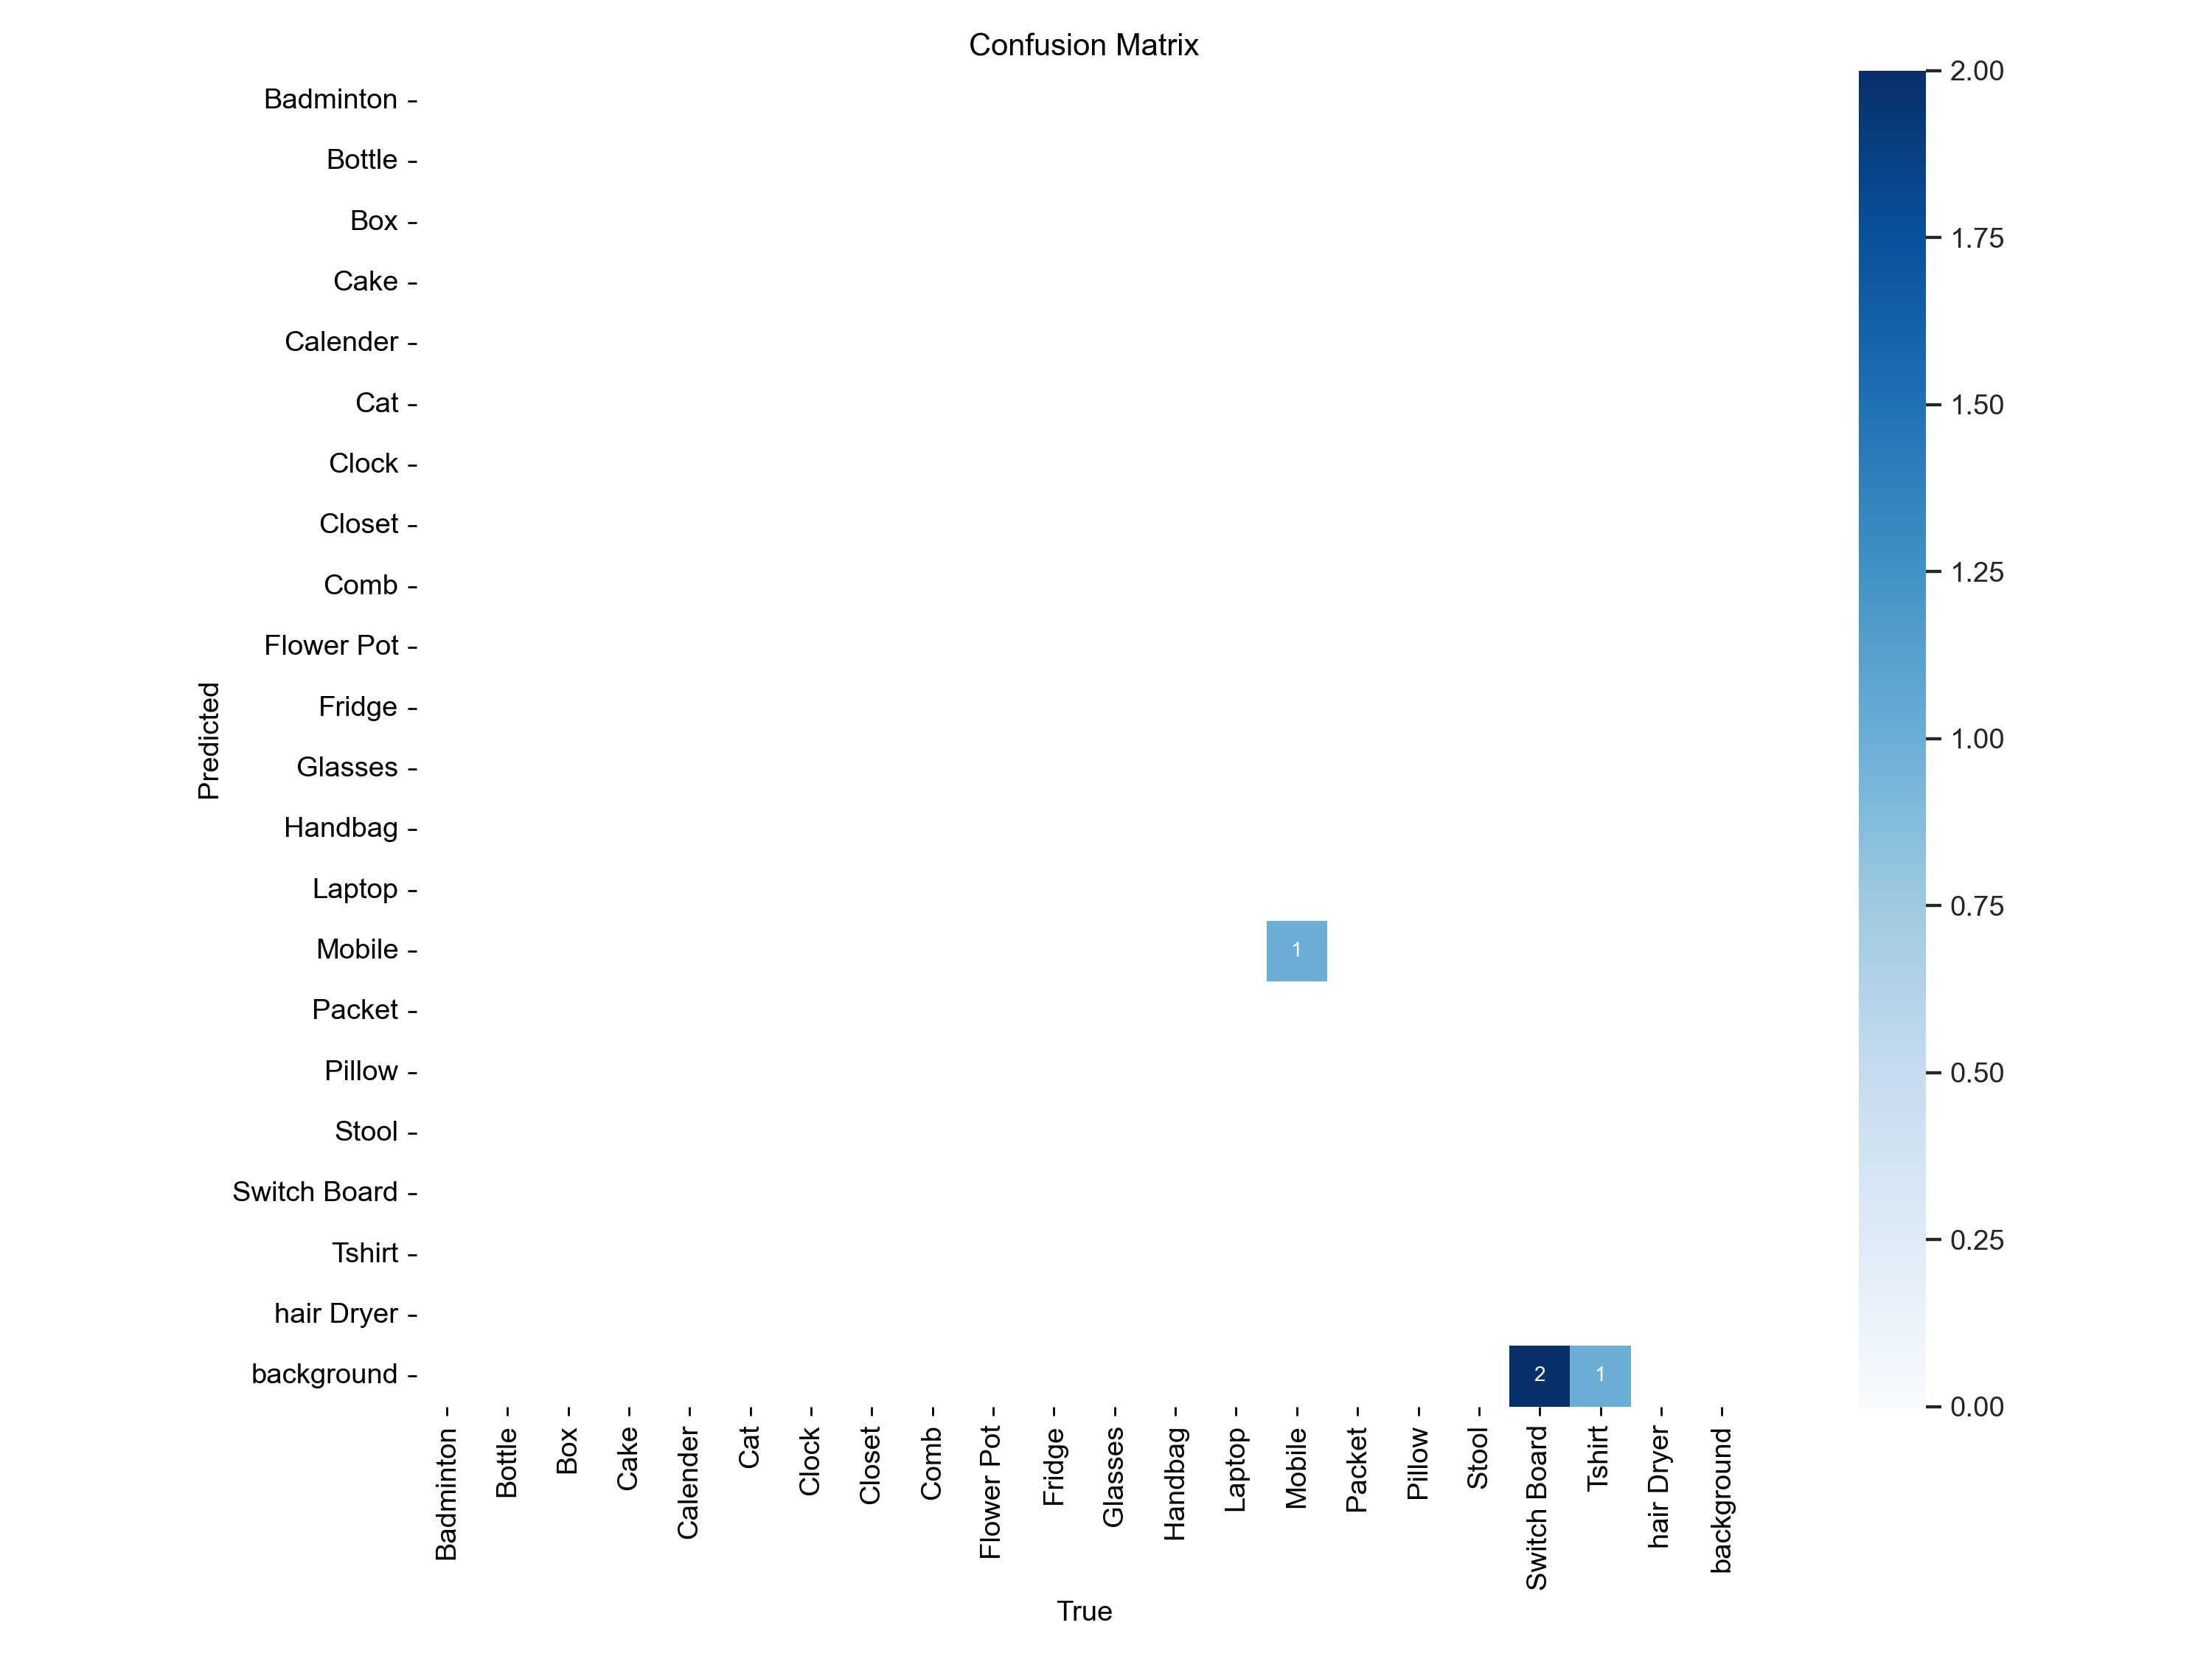 Confusion Matrix
Predicted
Badminton
Bottle
Box
Cake
Calender
Cat
Clock
Closet
Comb
Flower Pot
Fridge
Glasses
Handbag
Laptop
Mobile
Packet
Pillow
Stool
Switch Board
Tshirt
hair Dryer
background
1
2 1
Badminton
Bottle
Box
Cake
Calender
Cat
Clock
Closet
Comb
Flower Pot
Fridge
Glasses
Handbag
Laptop
Mobile
Packet
Pillow
Stool
Switch Board
Tshirt
hair Dryer
background
True
2.00
1.75
1.50
1.25
1.00
0.75
0.50
0.25
0.00